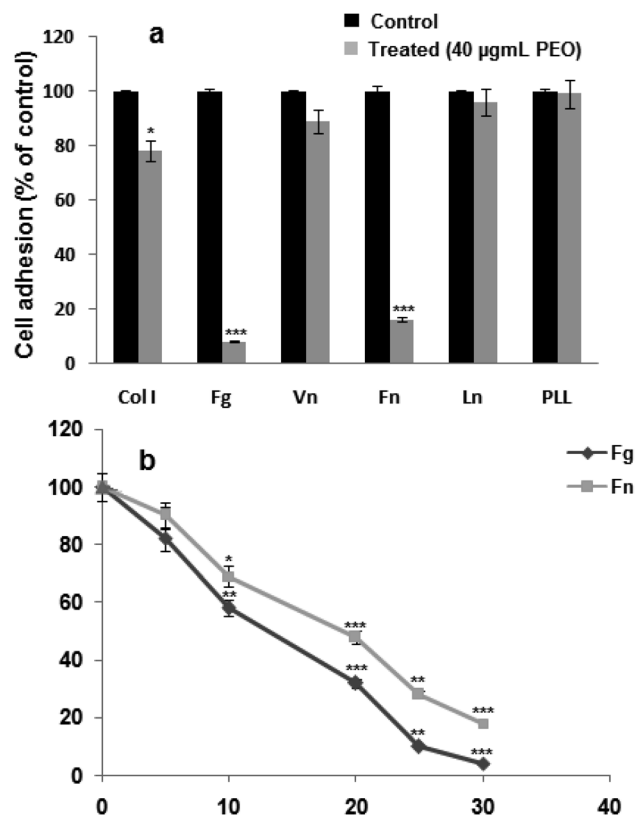 a
Control
Treated (40 µgmL PEO)
Cell adhesion (% of control)
120
100
80
60
40
20
0
*
***
***
Col I Fg Vn Fn Ln PLL
b
Fg
Fn
120
100
80
60
40
20
0
*
**
***
***
**
**
***
***
0 10 20 30 40